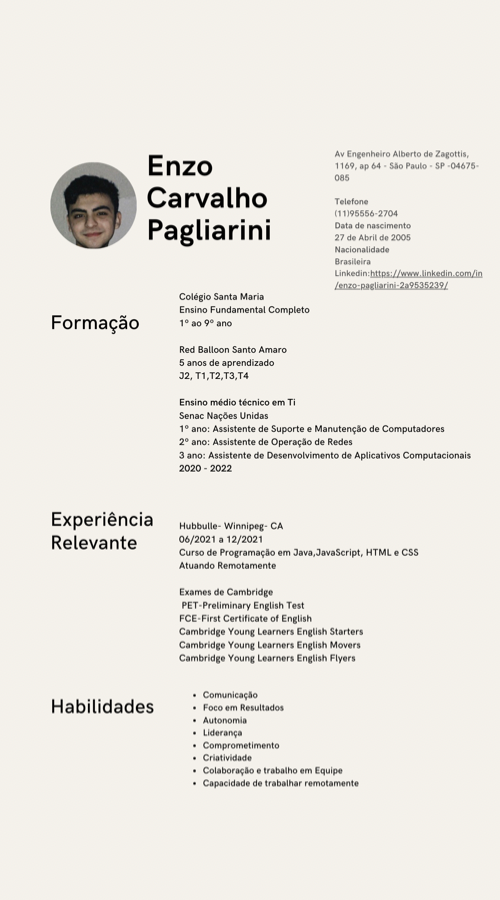 Enzo
Carvalho
Pagliarini
Av Engenheiro Alberto de Zagottis,
1169, ap 64 - São Paulo - SP -04675-
085
Telefone
(11)95556-2704
Data de nascimento
27 de Abril de 2005
Nacionalidade
Brasileira
Linkedin:https://www.linkedin.com/in
/enzo-pagliarini-2a9535239/
Formação
Colégio Santa Maria
Ensino Fundamental Completo
1º ao 9º ano
Red Balloon Santo Amaro
5 anos de aprendizado
J2, T1,T2,T3,T4
Ensino médio técnico em Ti
Senac Nações Unidas
1º ano: Assistente de Suporte e Manutenção de Computadores
2º ano: Assistente de Operação de Redes
3 ano: Assistente de Desenvolvimento de Aplicativos Computacionais
2020 - 2022
Experiência
Relevante
Hubbulle- Winnipeg- CA
06/2021 a 12/2021
Curso de Programação em Java,JavaScript, HTML e CSS
Atuando Remotamente
Exames de Cambridge
PET-Preliminary English Test
FCE-First Certificate of English
Cambridge Young Learners English Starters
Cambridge Young Learners English Movers
Cambridge Young Learners English Flyers
Habilidades
• Comunicação
• Foco em Resultados
• Autonomia
• Liderança
• Comprometimento
• Criatividade
• Colaboração e trabalho em Equipe
• Capacidade de trabalhar remotamente